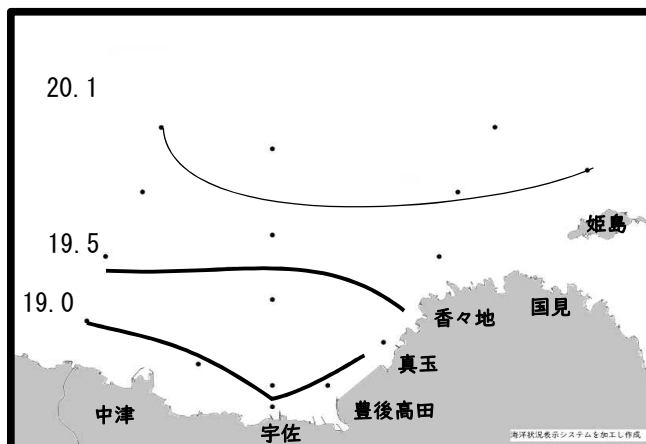 20.1
姫島
19.5
19.0
国見
香々地
真玉
中津
豊後高田
宇佐
海洋状況表示システムを加工し作成